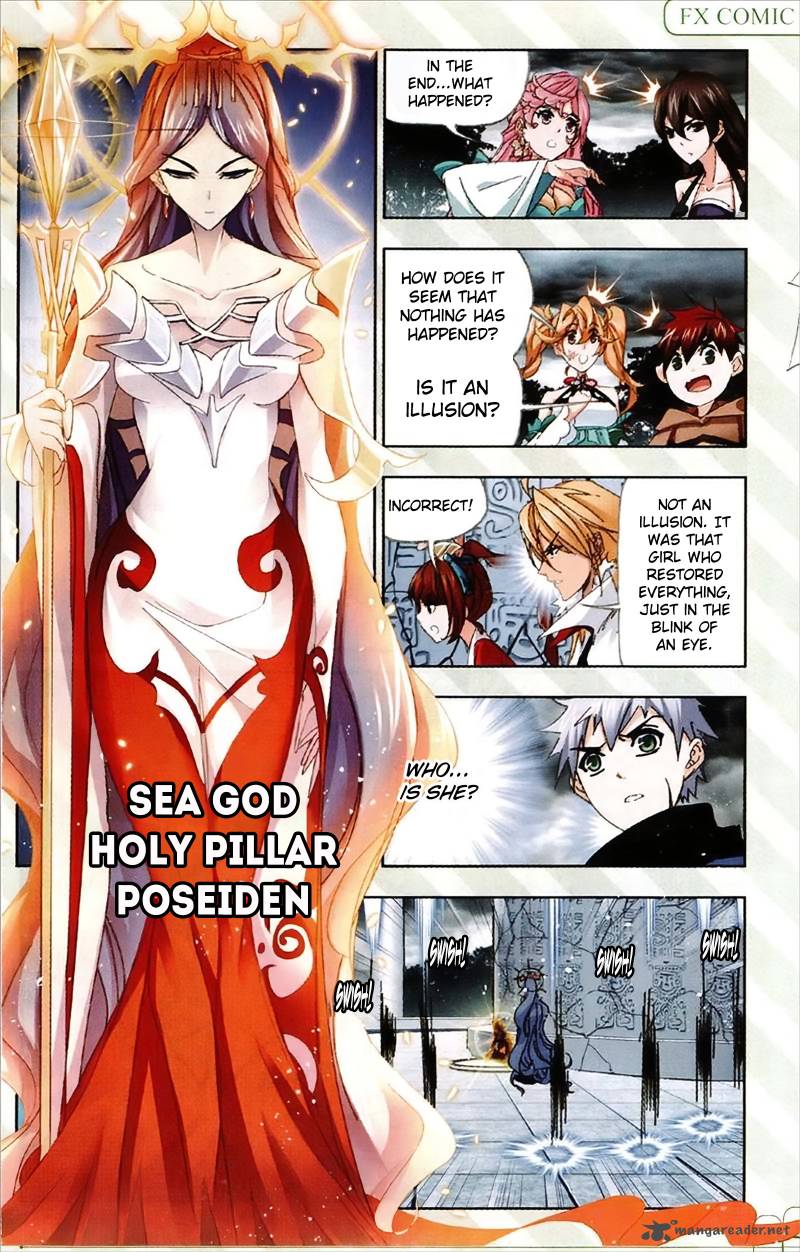 FX COMIC
IN THE
END...WHAT
HAPPENED?
HOW DOES IT
SEEM THAT
NOTHING HAS
HAPPENED?
IS IT AN
ILLUSION?
INCORRECT!
NOT AN
ILLUSION. IT
WAS THAT
GIRL WHO
RESTORED
EVERYTHING,
JUST IN THE
BLINK OF
AN EYE.
WHO...
IS SHE?
SEA GOD
HOLY PILLAR
POSEIDEN
SWISH!
SWISH!
SWISH!
SWISH!
mangareader.net